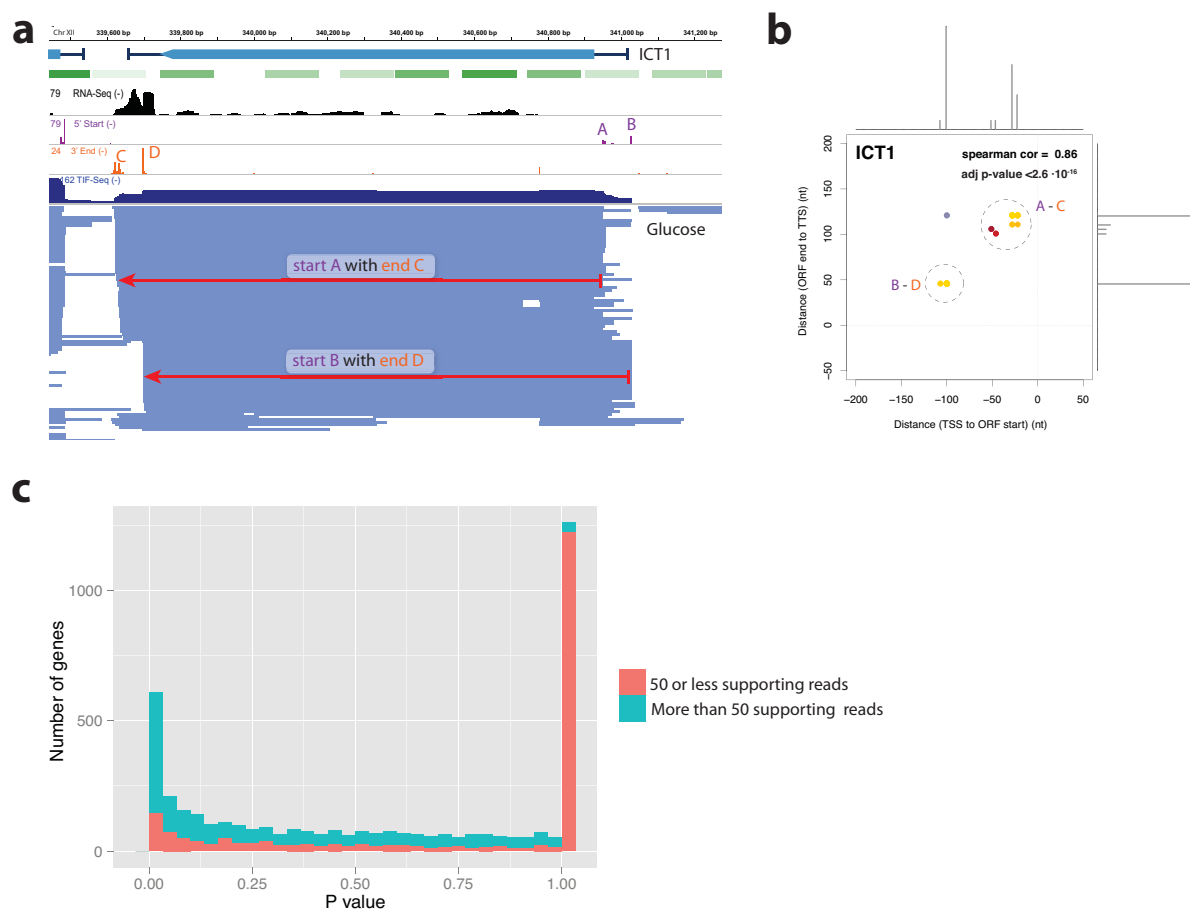 a
Chr XII 339,600 bp 339,800 bp 340,000 bp 340,200 bp 340,400 bp 340,600 bp 340,800 bp 341,000 bp 341,200 bp
ICT1
79 RNA-Seq (-)
79 5' Start (-)
A B
24 3' End (-)
C D
162 TIF-Seq (-)
Glucose
start A with end C
start B with end D
b
ICT1
spearman cor = 0.86
adj p-value <2.6 ·10-16
A - C
B - D
200
150
100
50
0
−50
Distance (ORF end to TTS) (nt)
−200 −150 −100 −50 0 50
Distance (TSS to ORF start) (nt)
c
1000
500
0
Number of genes
0.00 0.25 0.50 0.75 1.00
P value
50 or less supporting reads
More than 50 supporting reads